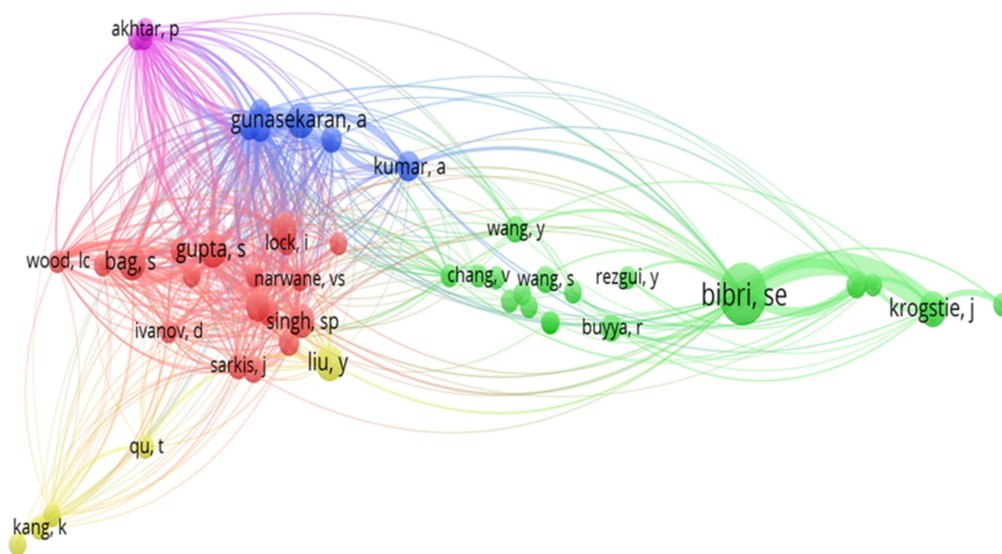 akhtar, p
gunasekaran, a
kumar, a
wang, y
wood, lc
bag, s
gupta, s
lock, i
narwane, vs
chang, v
wang, s
rezgui, y
bibri, se
krogstie, j
ivanov, d
singh, sp
buyya, r
sarkis, j
liu, y
qu, t
kang, k